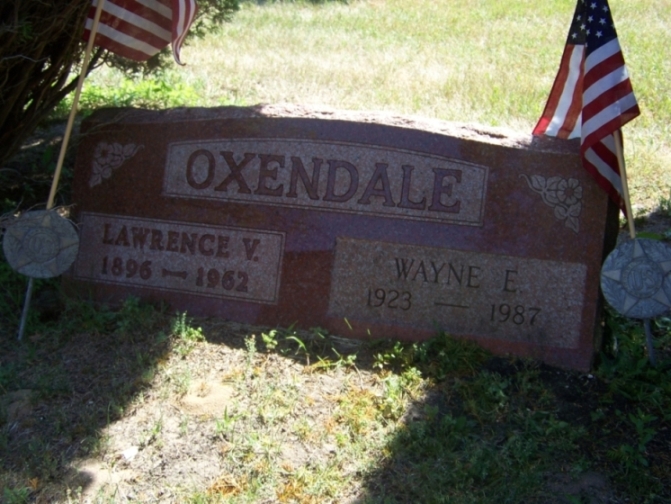 OXENDALE
LAWRENCE V.
1896 — 1962
WAYNE E.
1923 — 1987